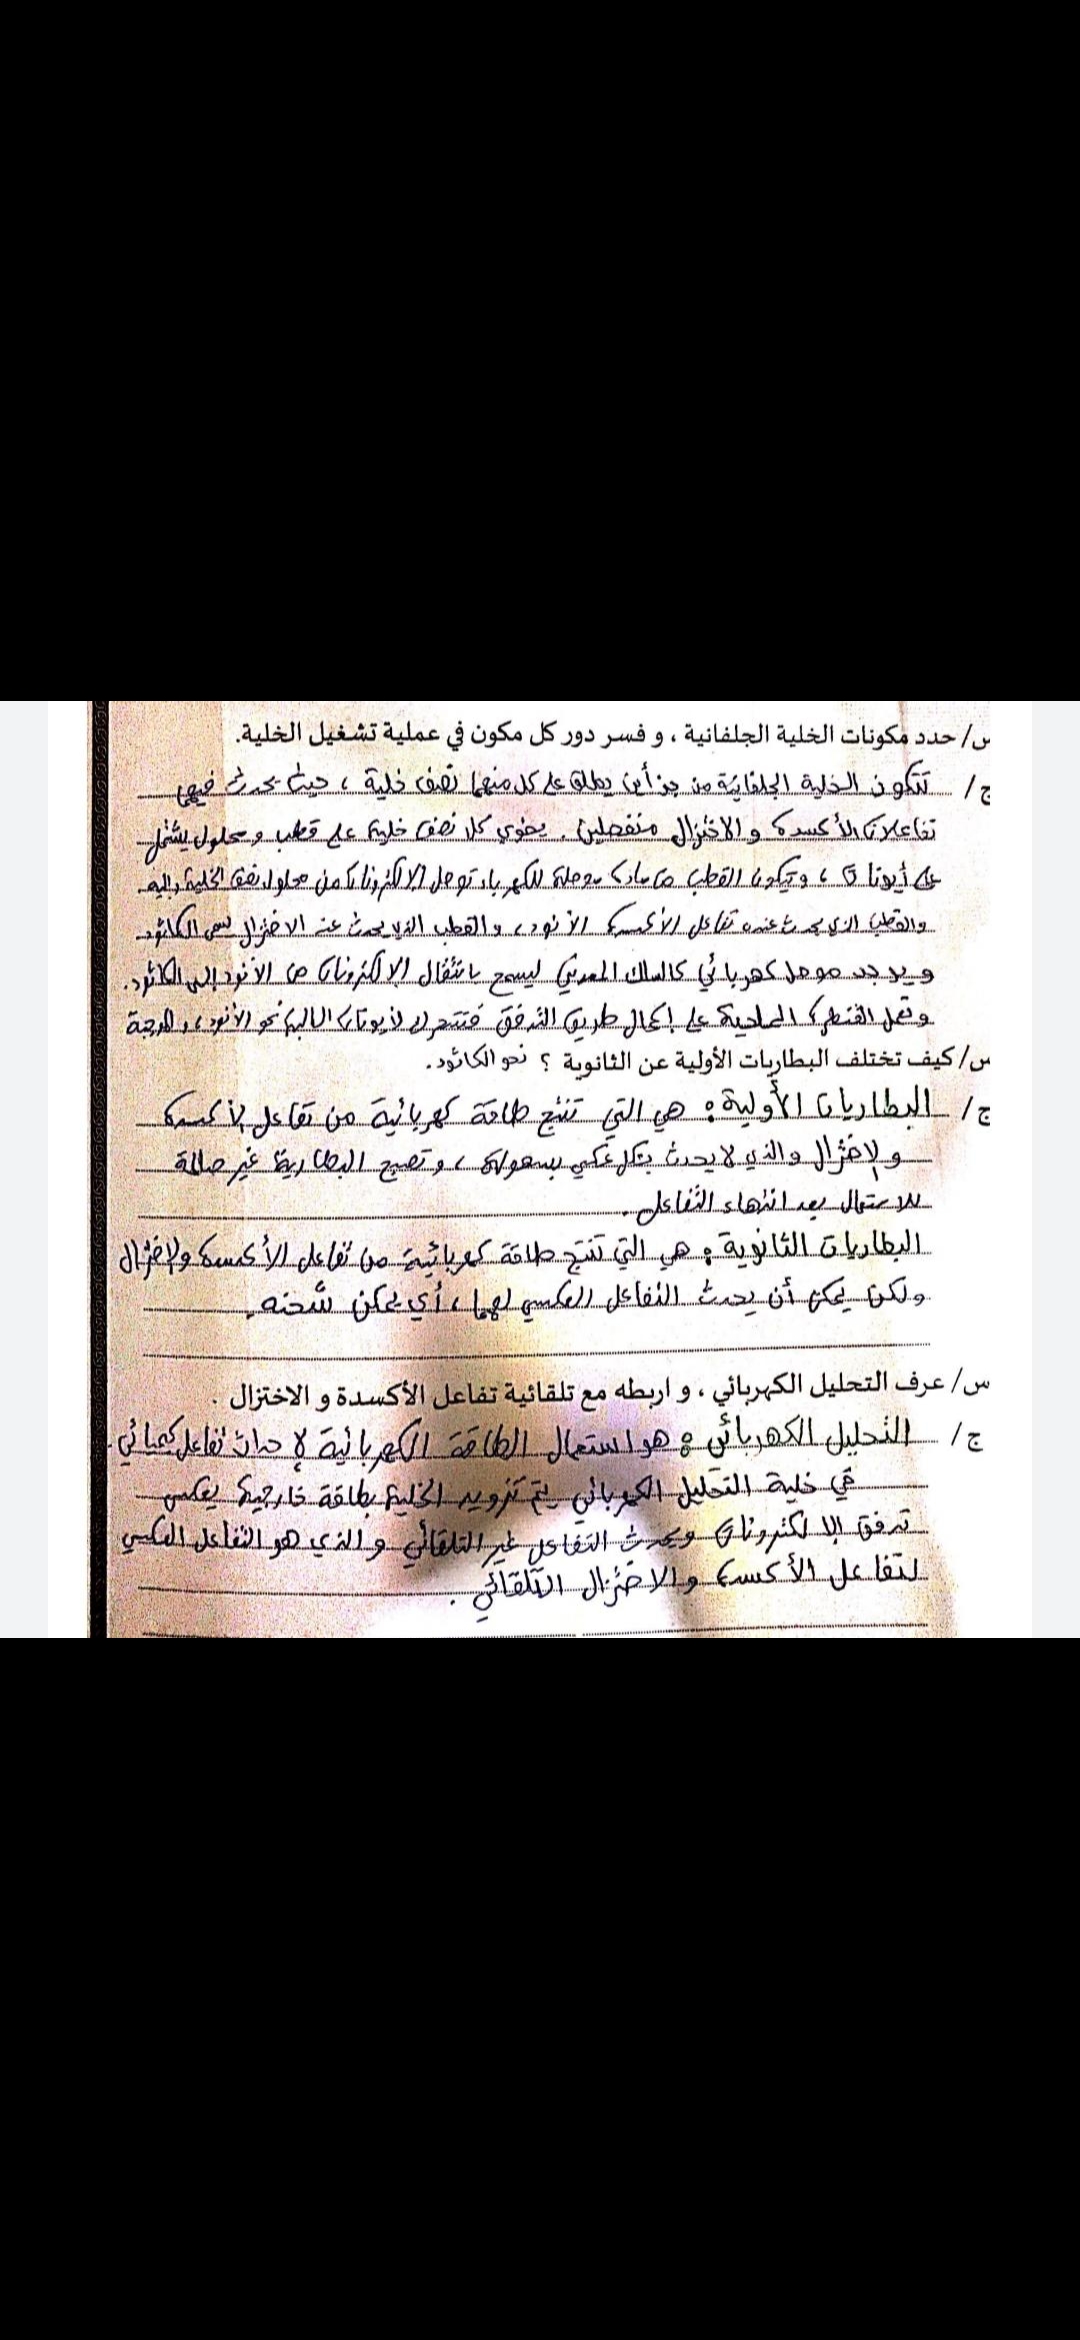 س/ حدد مكونات الخلية الجلفانية ، و فسر دور كل مكون في عملية تشغيل الخلية.
ج/ تتكون الخلية الجلفانية من جزأين يطلق على كل منهما نصف خلية ، حيث يحدث فيهما
تفاعلات الأكسدة و الاختزال منفصلين . يحتوي كل نصف خلية على قطب و محلول يشتمل
على أيونات ، ويتكون القطب من مادة موصلة للكهرباء توصل الإلكترونات من محلول نصف الخلية وإليه
والقطب الذي يحدث عنده تفاعل الأكسدة الأنود ، والقطب الذي يحدث عنده الاختزال يسمى الكاثود
ويوجد موصل كهربائي كالسلك المعدني ليسمح بانتقال الإلكترونات من الأنود إلى الكاثود.
وتعمل القنطرة الملحية على إكمال طريق التدفق فتتحرك الأيونات السالبة نحو الأنود ، والموجبة
نحو الكاثود.
س/ كيف تختلف البطاريات الأولية عن الثانوية ؟
ج/ البطاريات الأولية : هي التي تنتج طاقة كهربائية من تفاعل الأكسدة
والاختزال والذي لا يحدث بشكل عكسي بسهولة ، وتصبح البطارية غير صالحة
للاستعمال بعد انتهاء التفاعل .
البطاريات الثانوية : هي التي تنتج طاقة كهربائية من تفاعل الأكسدة والاختزال
ولكن يمكن أن يحدث التفاعل العكسي لهما ، أي يمكن شحنه.
س/ عرف التحليل الكهربائي ، و اربطه مع تلقائية تفاعل الأكسدة و الاختزال .
ج/ التحليل الكهربائي : هو استعمال الطاقة الكهربائية لإحداث تفاعل كيميائي.
في خلية التحليل الكهربائي يتم تزويد الخلية بطاقة خارجية يعكس
تدفق الإلكترونات ويحدث التفاعل غير التلقائي والذي هو التفاعل العكسي
لتفاعل الأكسدة والاختزال التلقائي .